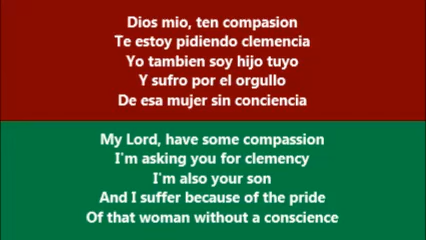 Dios mio, ten compasion
Te estoy pidiendo clemencia
Yo tambien soy hijo tuyo
Y sufro por el orgullo
De esa mujer sin conciencia
My Lord, have some compassion
I'm asking you for clemency
I'm also your son
And I suffer because of the pride
Of that woman without a conscience